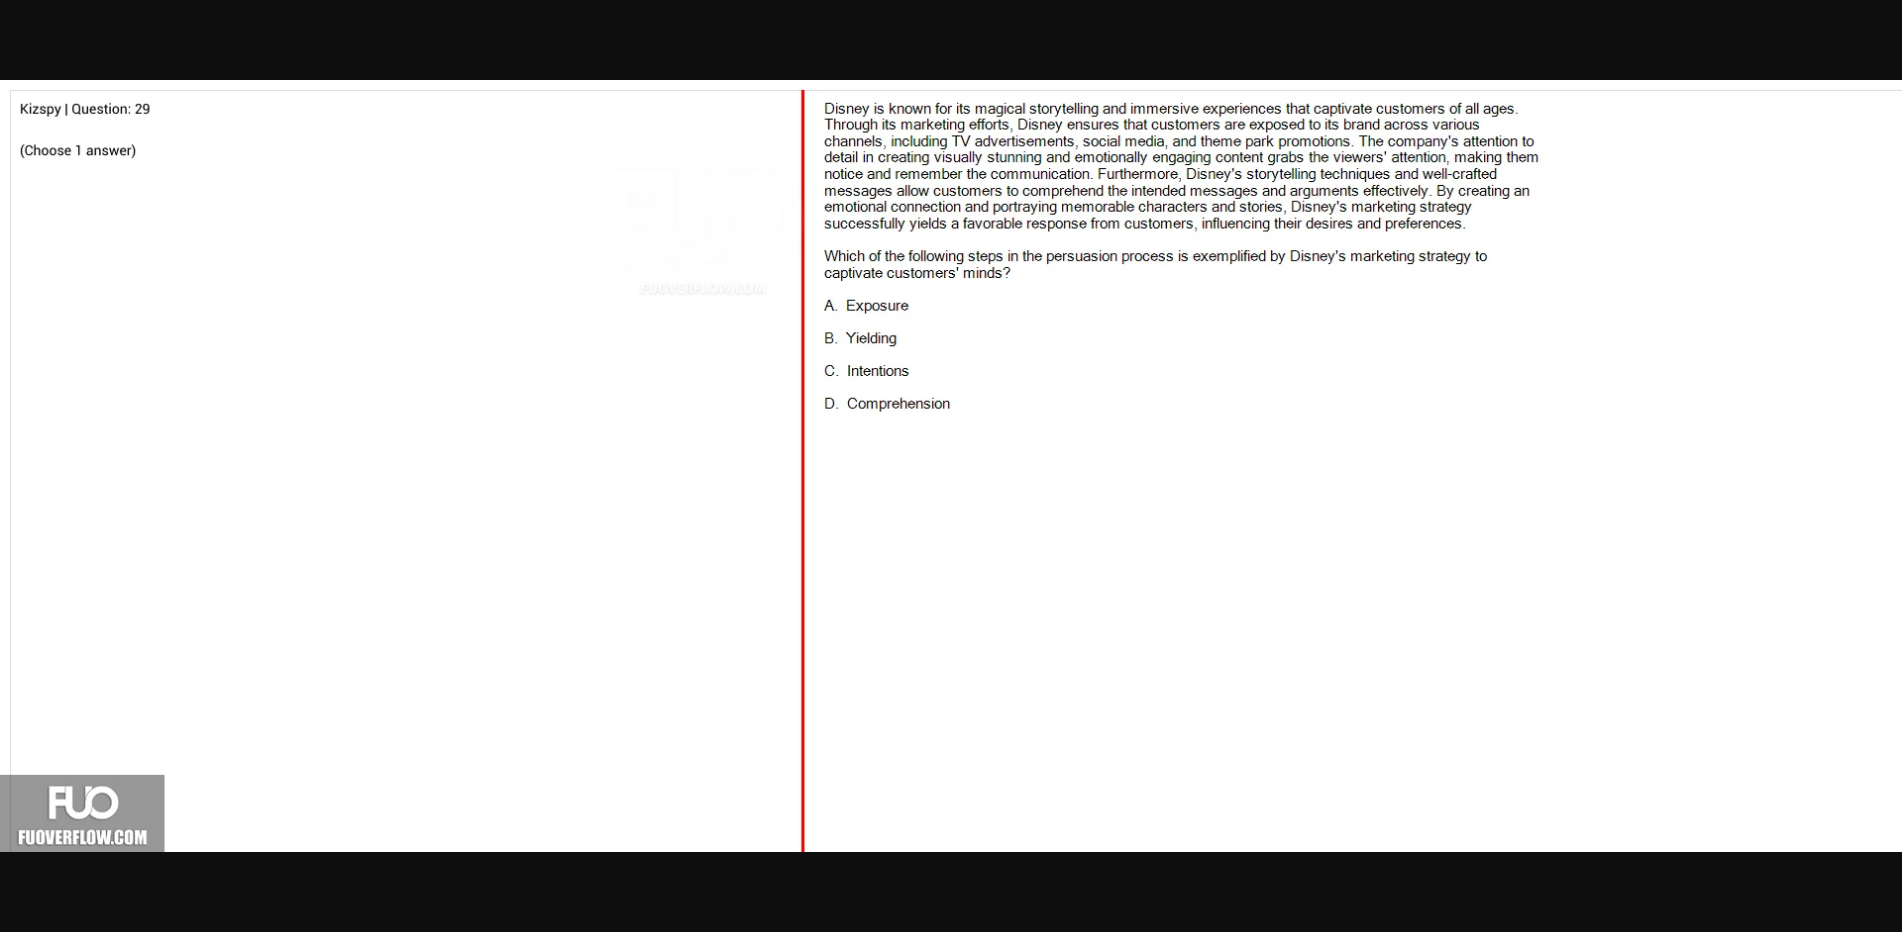 Kizspy | Question: 29
(Choose 1 answer)
FUOVERFLOW.COM
Disney is known for its magical storytelling and immersive experiences that captivate customers of all ages.
Through its marketing efforts, Disney ensures that customers are exposed to its brand across various
channels, including TV advertisements, social media, and theme park promotions. The company's attention to
detail in creating visually stunning and emotionally engaging content grabs the viewers' attention, making them
notice and remember the communication. Furthermore, Disney's storytelling techniques and well-crafted
messages allow customers to comprehend the intended messages and arguments effectively. By creating an
emotional connection and portraying memorable characters and stories, Disney's marketing strategy
successfully yields a favorable response from customers, influencing their desires and preferences.
Which of the following steps in the persuasion process is exemplified by Disney's marketing strategy to
captivate customers' minds?
A. Exposure
B. Yielding
C. Intentions
D. Comprehension
FUO
FUOVERFLOW.COM